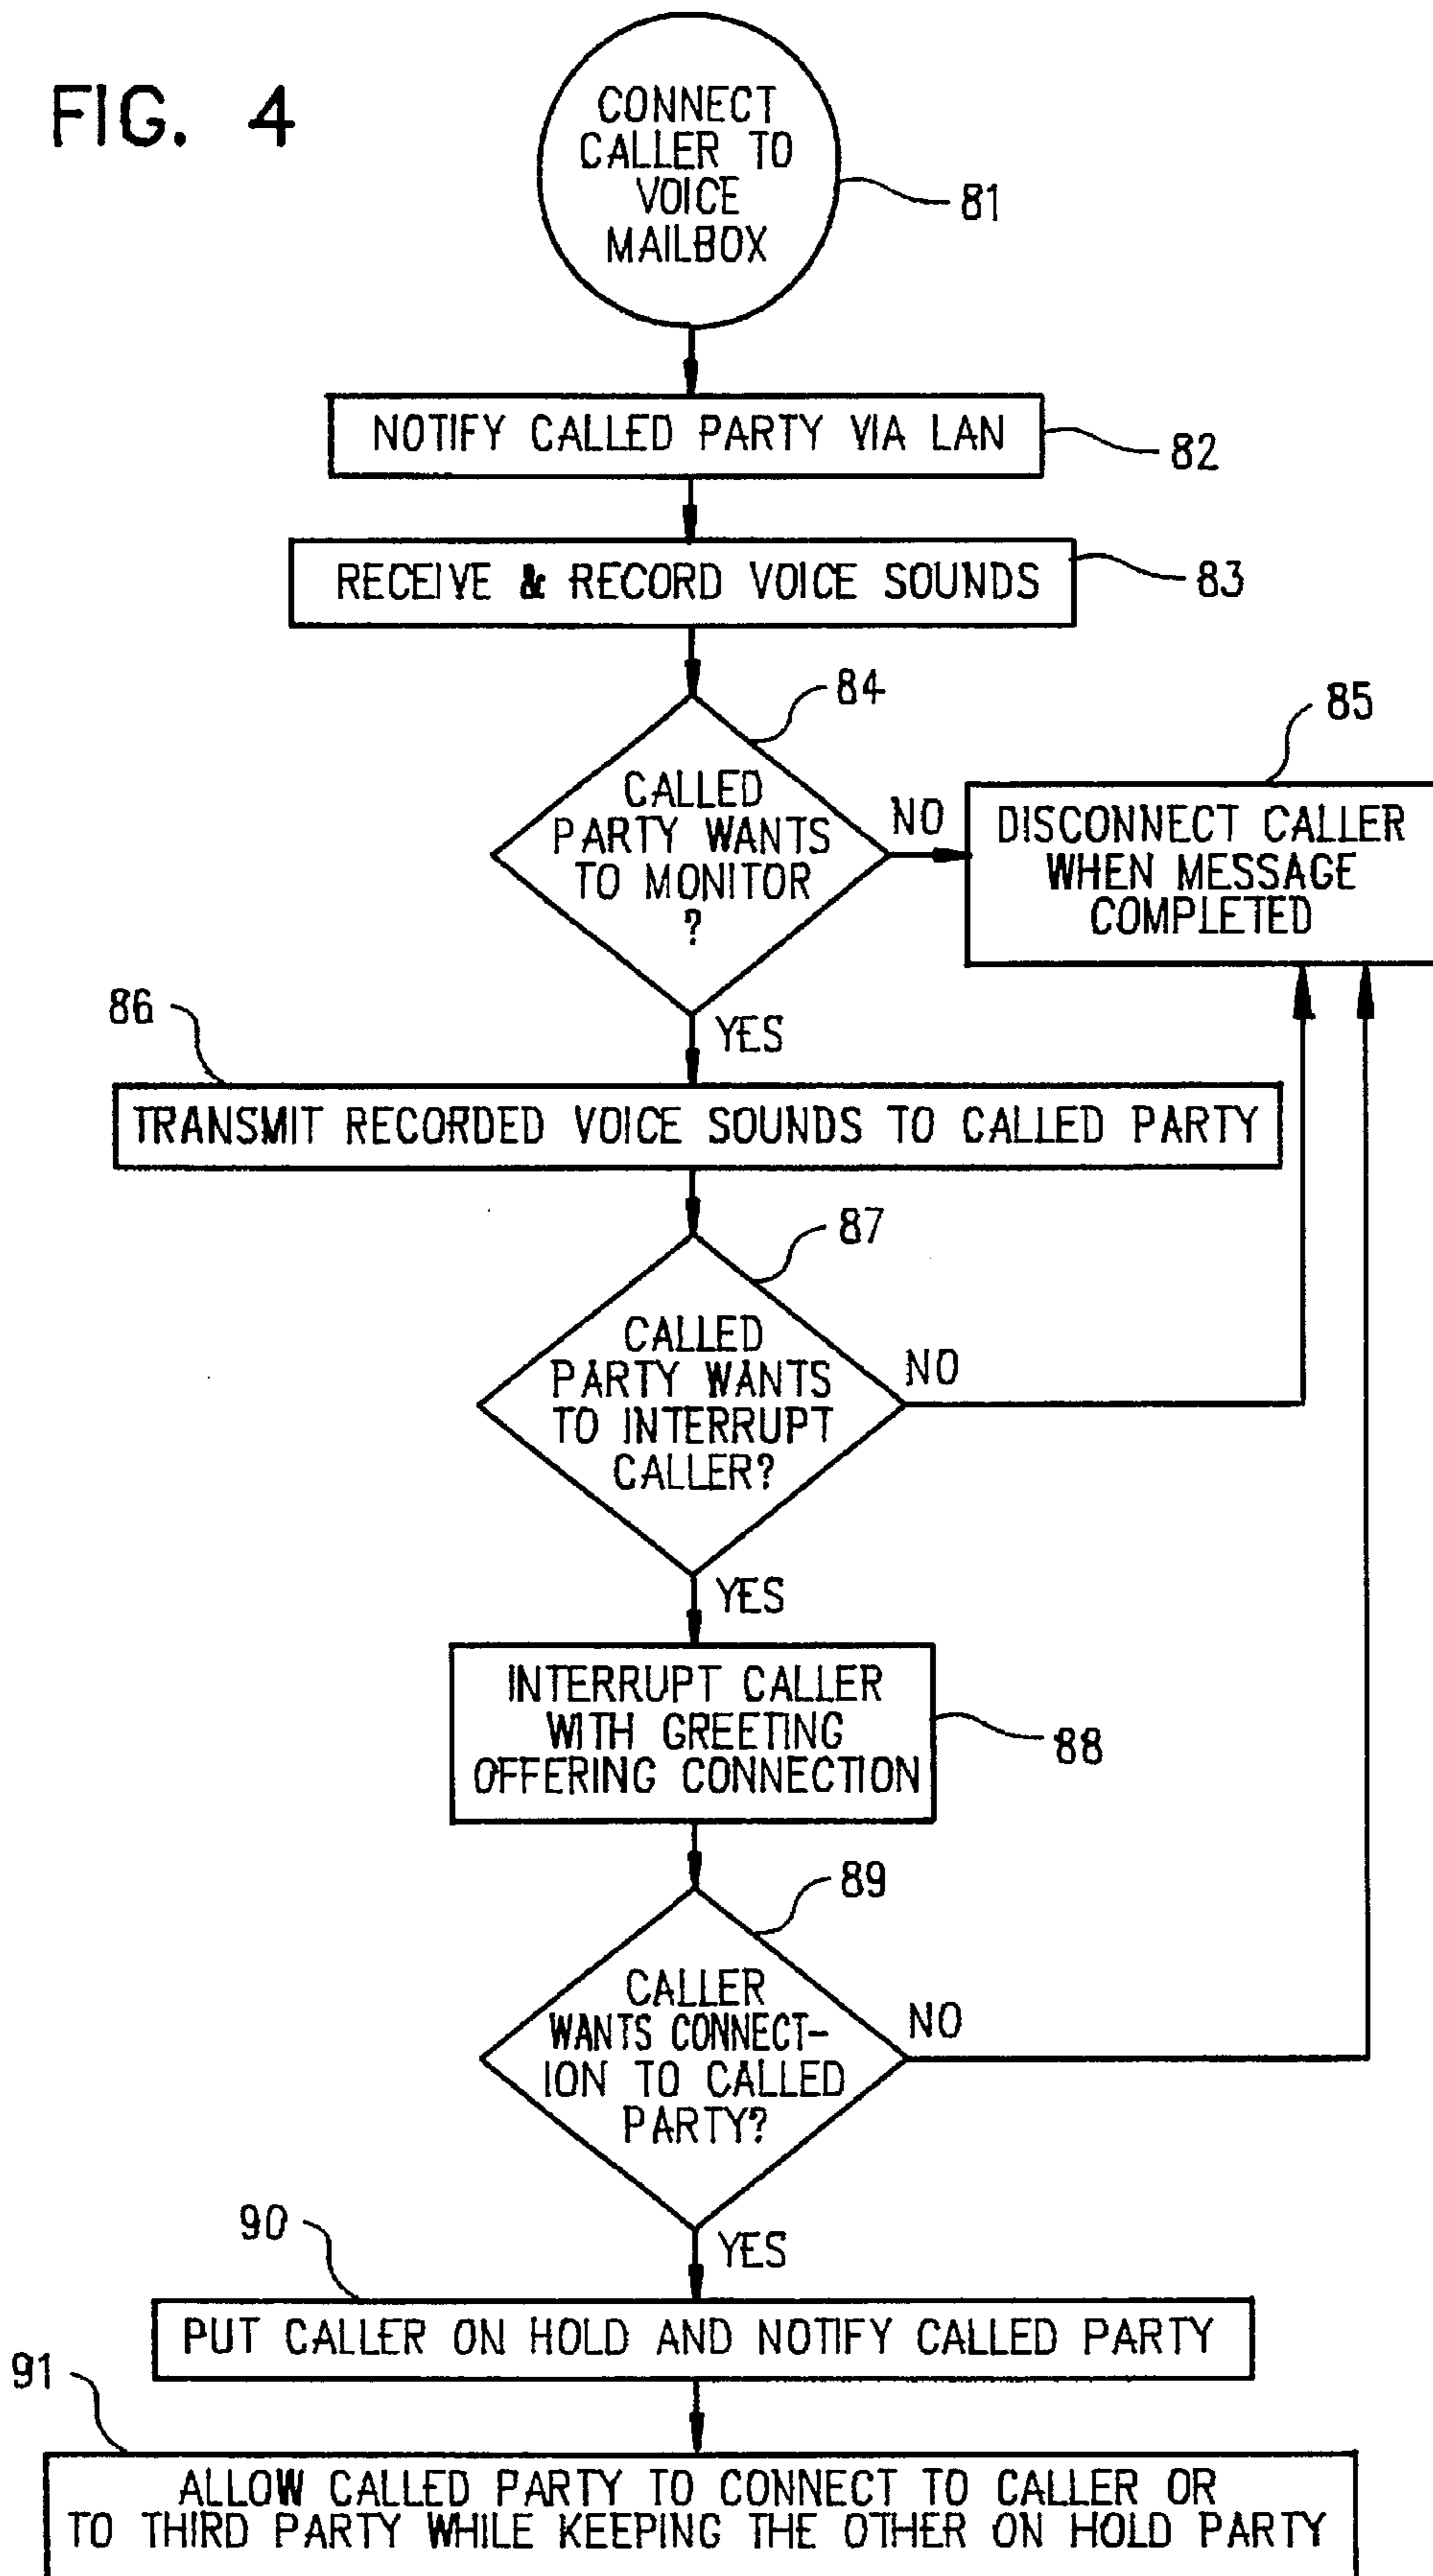 FIG. 4
CONNECT
CALLER TO
VOICE
MAILBOX
81
NOTIFY CALLED PARTY VIA LAN
82
RECEIVE & RECORD VOICE SOUNDS
83
84
CALLED
PARTY WANTS
TO MONITOR
?
NO
85
DISCONNECT CALLER
WHEN MESSAGE
COMPLETED
YES
86
TRANSMIT RECORDED VOICE SOUNDS TO CALLED PARTY
87
CALLED
PARTY WANTS
TO INTERRUPT
CALLER?
NO
YES
INTERRUPT CALLER
WITH GREETING
OFFERING CONNECTION
88
89
CALLER
WANTS CONNECT-
ION TO CALLED
PARTY?
NO
YES
90
PUT CALLER ON HOLD AND NOTIFY CALLED PARTY
91
ALLOW CALLED PARTY TO CONNECT TO CALLER OR
TO THIRD PARTY WHILE KEEPING THE OTHER ON HOLD PARTY